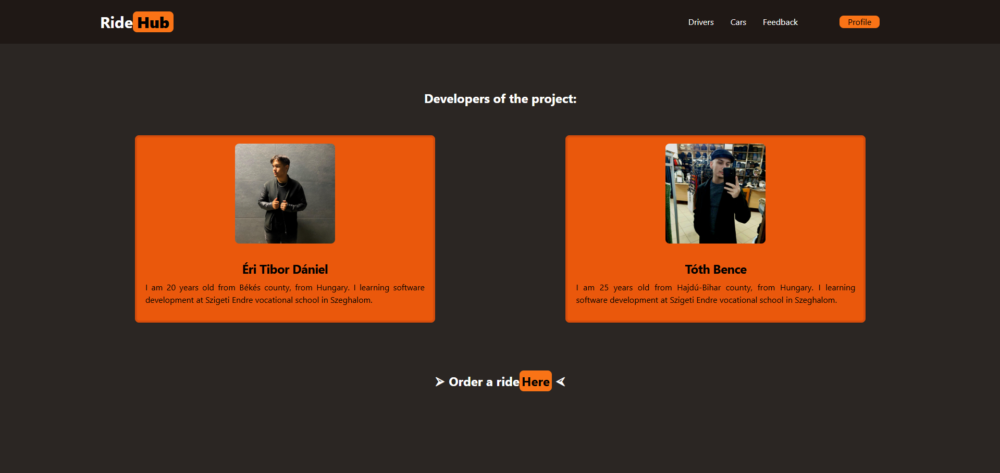 Ride Hub
Drivers Cars Feedback Profile
Developers of the project:
Éri Tibor Dániel
I am 20 years old from Békés county, from Hungary. I learning software
development at Szigeti Endre vocational school in Szeghalom.
Tóth Bence
I am 25 years old from Hajdú-Bihar county, from Hungary. I learning
software development at Szigeti Endre vocational school in Szeghalom.
⮞ Order a ride Here ⮜